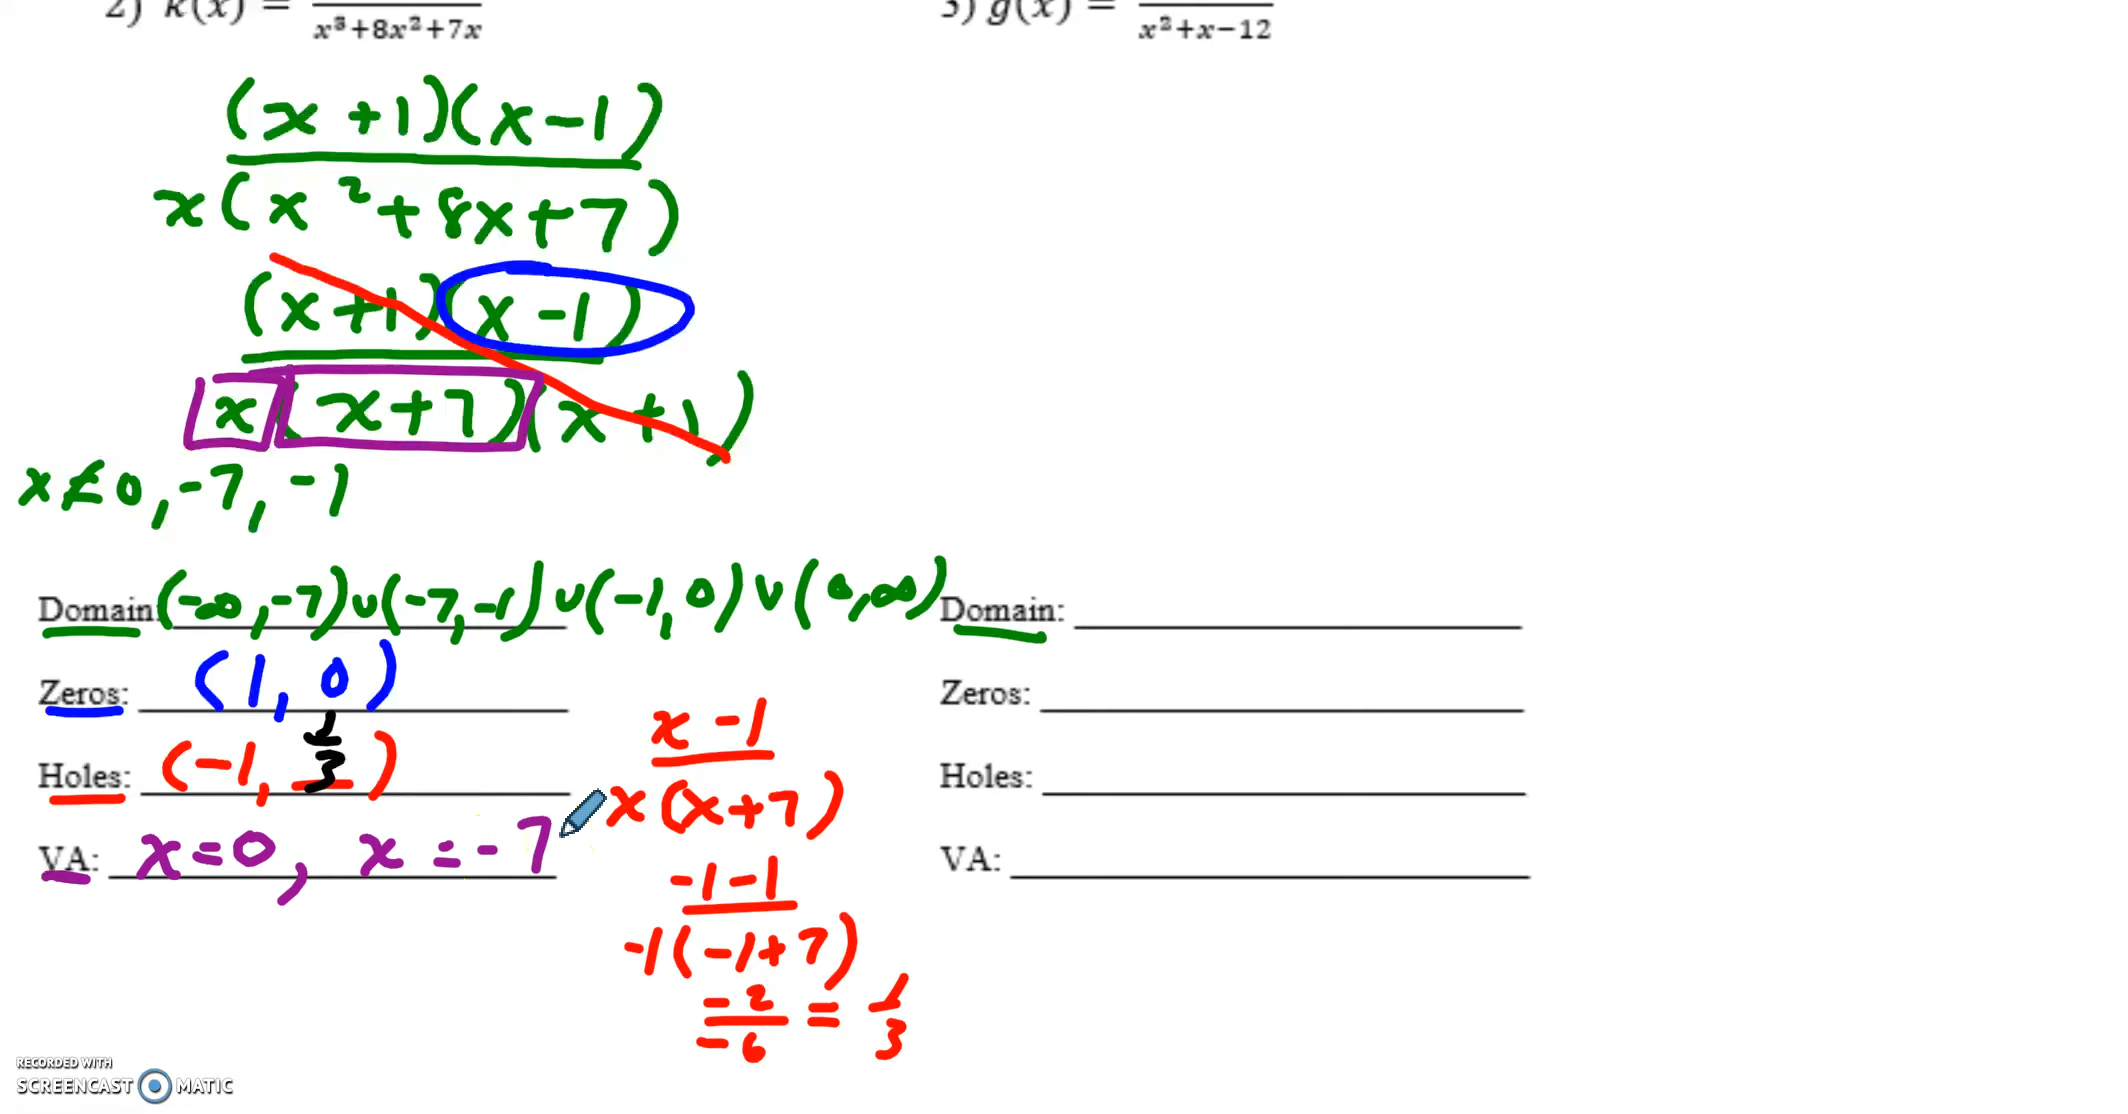 2) k(x) =
x³+8x²+7x
3) g(x) =
x²+x−12
(x +1)(x −1)
x(x²+8x+7)
(x+1)(x −1)
x(x+7)(x+1)
x≠0,-7,-1
Domain: (-∞,-7)∪(-7,-1)∪(-1,0)∪(0,∞)
Zeros: (1, 0)
Holes: (-1, 1/3)
VA: x=0, x=-7
x −1
x(x+7)
-1-1
-1(-1+7)
-2/-6 = 1/3
Domain:
Zeros:
Holes:
VA:
RECORDED WITH
SCREENCAST MATIC